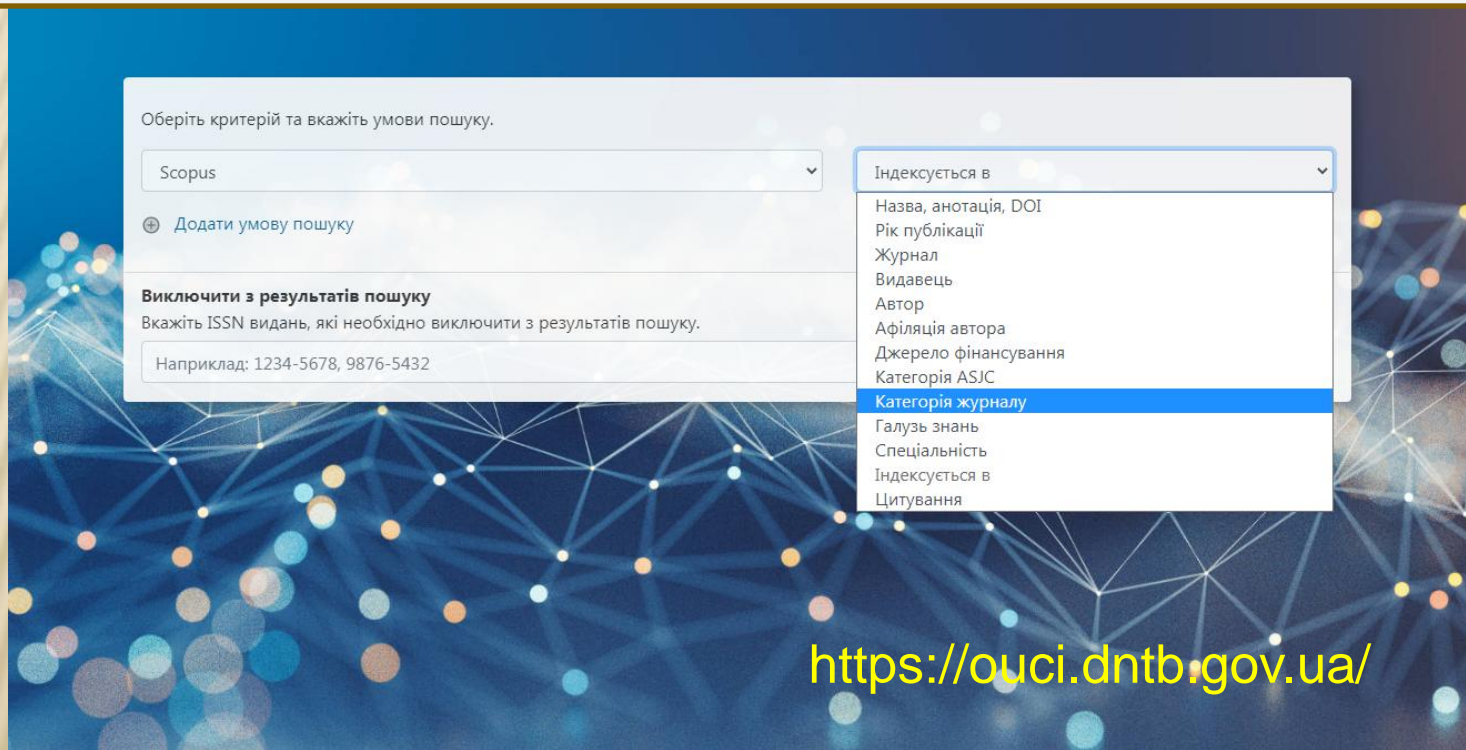 Оберіть критерій та вкажіть умови пошуку.
Scopus
Індексується в
Додати умову пошуку
Назва, анотація, DOI
Рік публікації
Журнал
Видавець
Автор
Афіляція автора
Джерело фінансування
Категорія ASJC
Категорія журналу
Галузь знань
Спеціальність
Індексується в
Цитування
Виключити з результатів пошуку
Вкажіть ISSN видань, які необхідно виключити з результатів пошуку.
Наприклад: 1234-5678, 9876-5432
https://ouci.dntb.gov.ua/